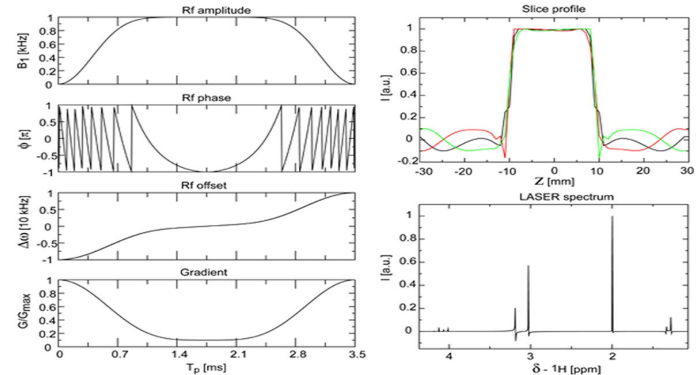 Rf amplitude
B1 [kHz]
1
0.8
0.6
0.4
0.2
0
Rf phase
ϕ [π]
1
0.5
0
-0.5
-1
Rf offset
Δω [10 kHz]
1
0.5
0
-0.5
-1
Gradient
G/Gmax
1
0.8
0.6
0.4
0.2
0
0 0.7 1.4 2.1 2.8 3.5
Tp [ms]
Slice profile
I [a.u.]
1
0.8
0.6
0.4
0.2
0
-0.2
-30 -20 -10 0 10 20 30
Z [mm]
LASER spectrum
I [a.u.]
1
0.8
0.6
0.4
0.2
0
4 3 2 1
δ - 1H [ppm]